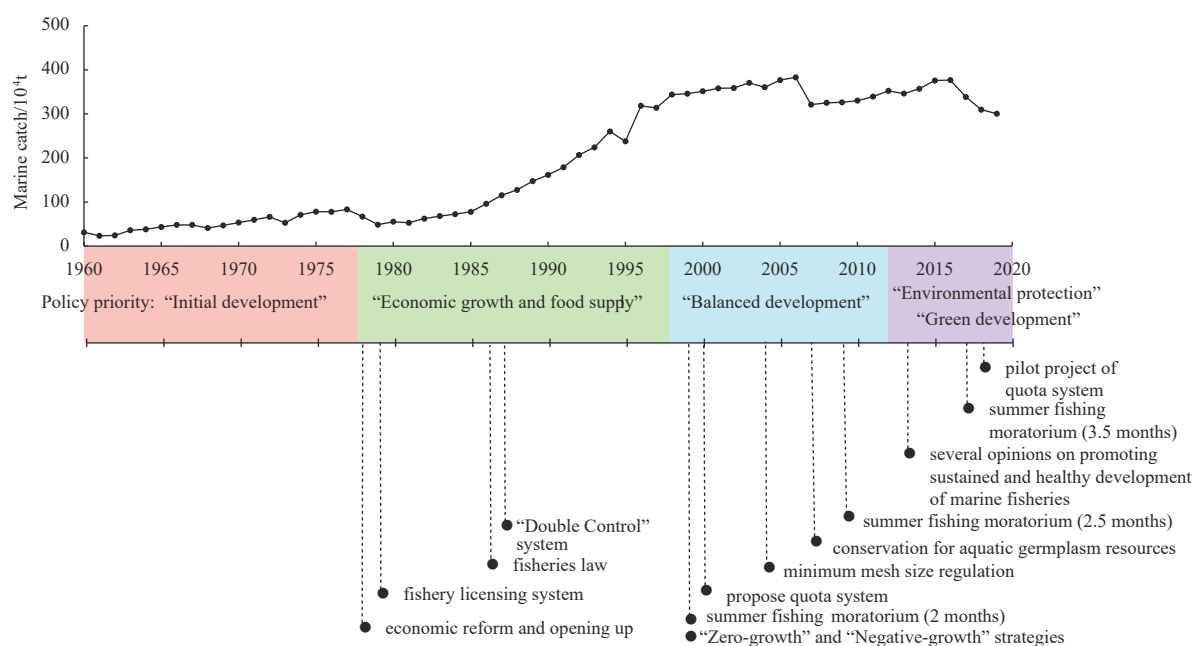 500
400
300
200
100
0
Marine catch/10⁴t
1960 1965 1970 1975 1980 1985 1990 1995 2000 2005 2010 2015 2020
Policy priority: “Initial development”
“Economic growth and food supply”
“Balanced development”
“Environmental protection”
“Green development”
pilot project of
quota system
summer fishing
moratorium (3.5 months)
several opinions on promoting
sustained and healthy development
of marine fisheries
summer fishing moratorium (2.5 months)
“Double Control”
system
conservation for aquatic germplasm resources
fisheries law
minimum mesh size regulation
fishery licensing system
propose quota system
summer fishing moratorium (2 months)
economic reform and opening up
“Zero-growth” and “Negative-growth” strategies